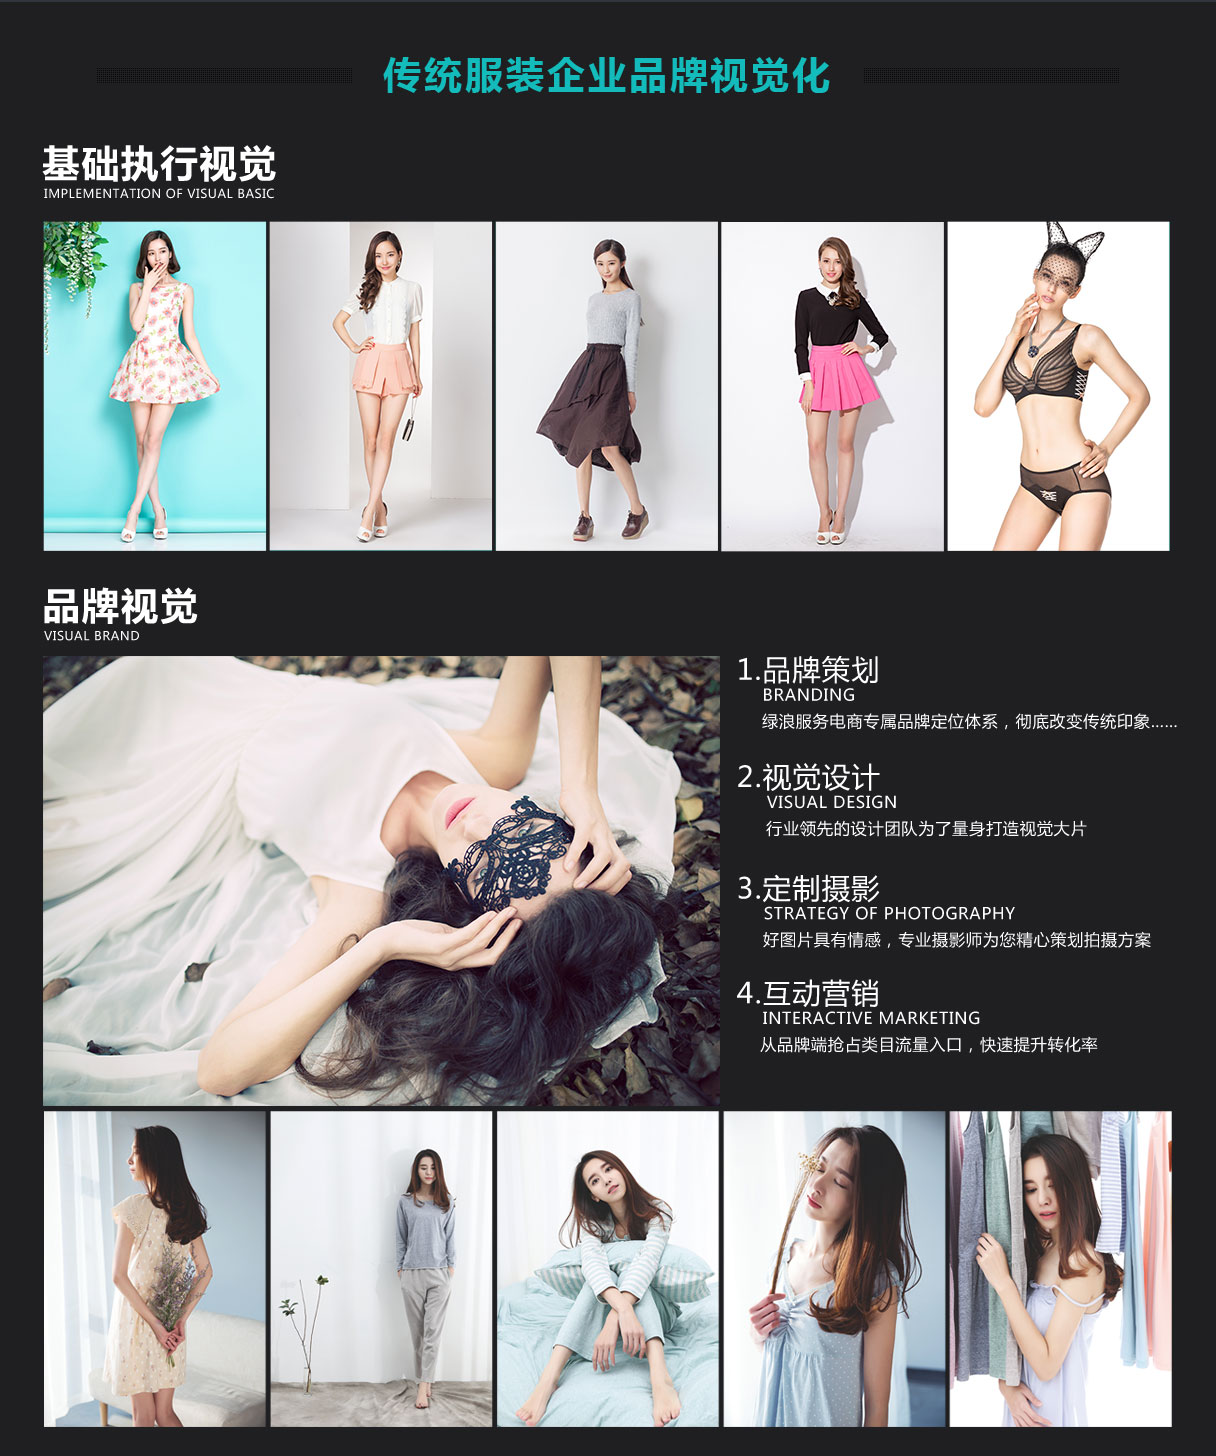 传统服装企业品牌视觉化
基础执行视觉
IMPLEMENTATION OF VISUAL BASIC
品牌视觉
VISUAL BRAND
1.品牌策划
BRANDING
绿浪服务电商专属品牌定位体系，彻底改变传统印象......
2.视觉设计
VISUAL DESIGN
行业领先的设计团队为了量身打造视觉大片
3.定制摄影
STRATEGY OF PHOTOGRAPHY
好图片具有情感，专业摄影师为您精心策划拍摄方案
4.互动营销
INTERACTIVE MARKETING
从品牌端抢占类目流量入口，快速提升转化率